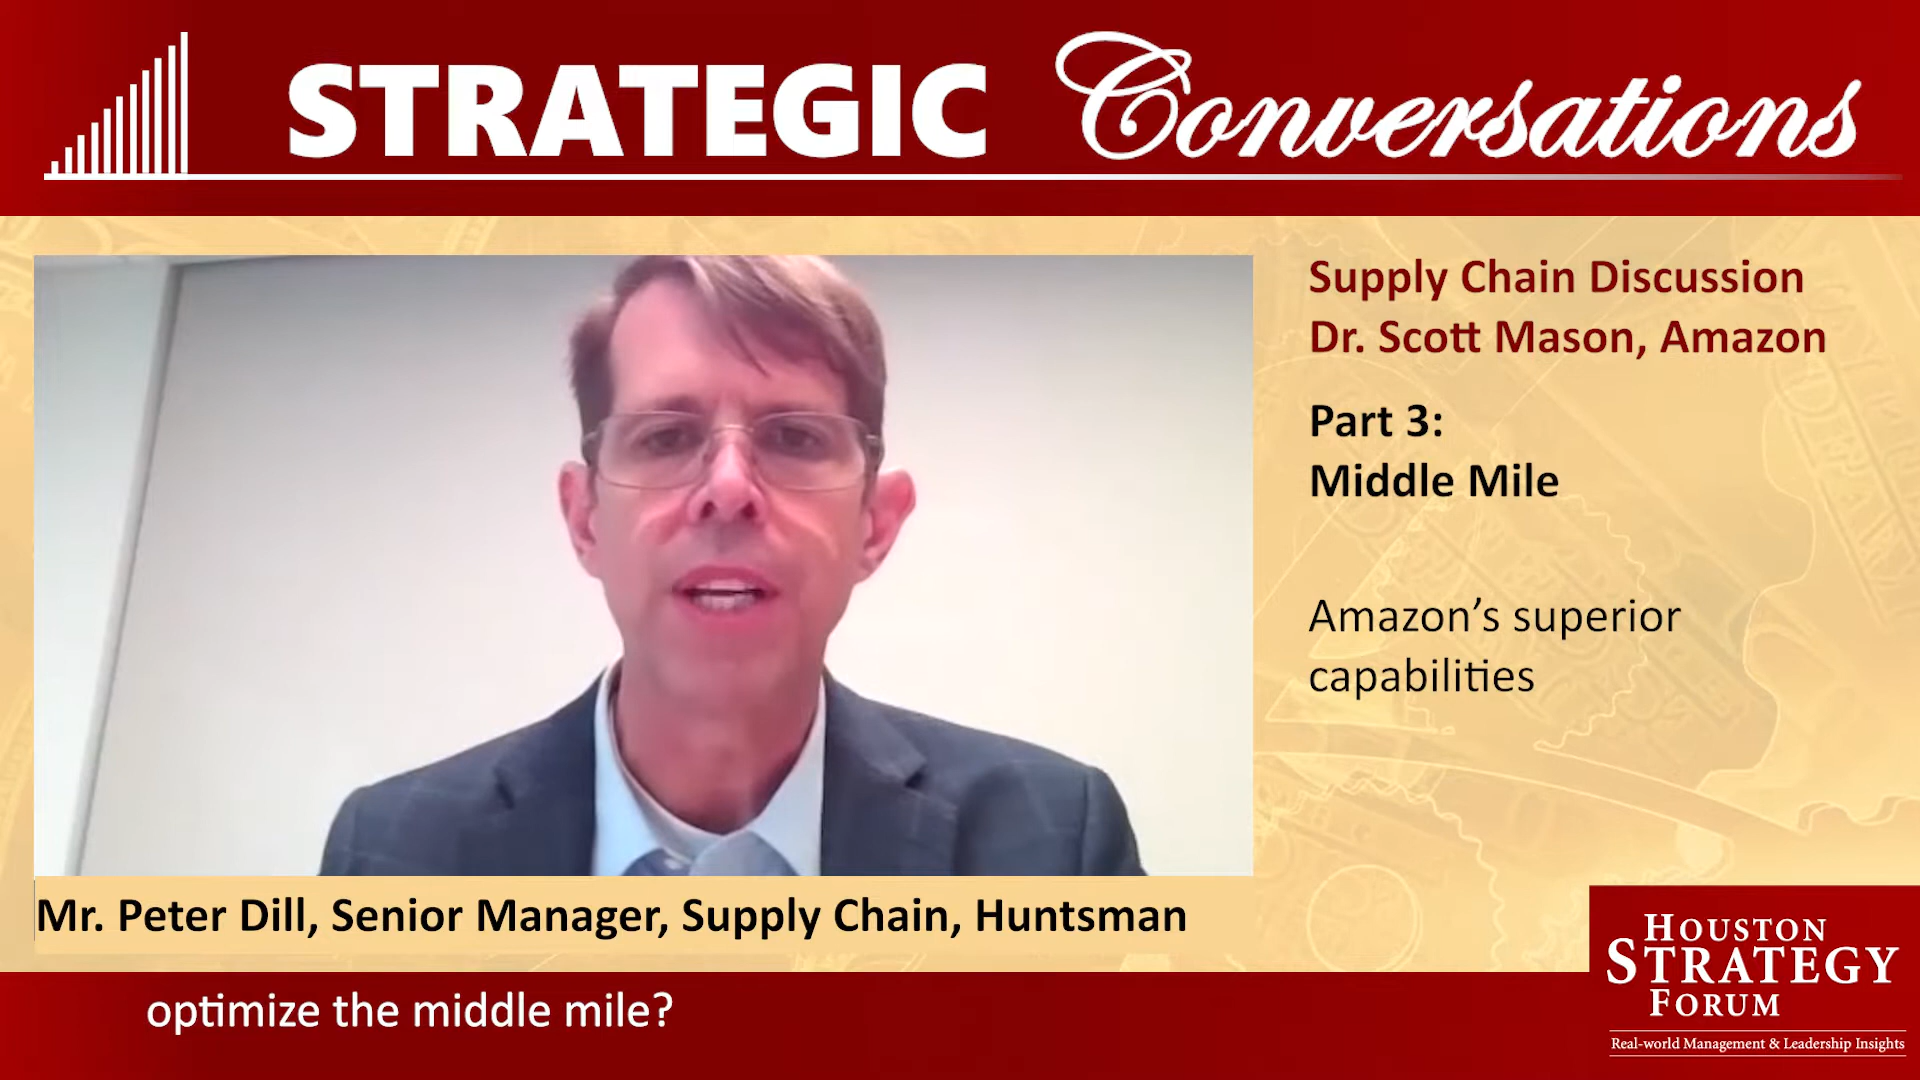 STRATEGIC Conversations
Supply Chain Discussion
Dr. Scott Mason, Amazon
Part 3:
Middle Mile
Amazon’s superior
capabilities
Mr. Peter Dill, Senior Manager, Supply Chain, Huntsman
optimize the middle mile?
HOUSTON
STRATEGY
FORUM
Real-world Management & Leadership Insights